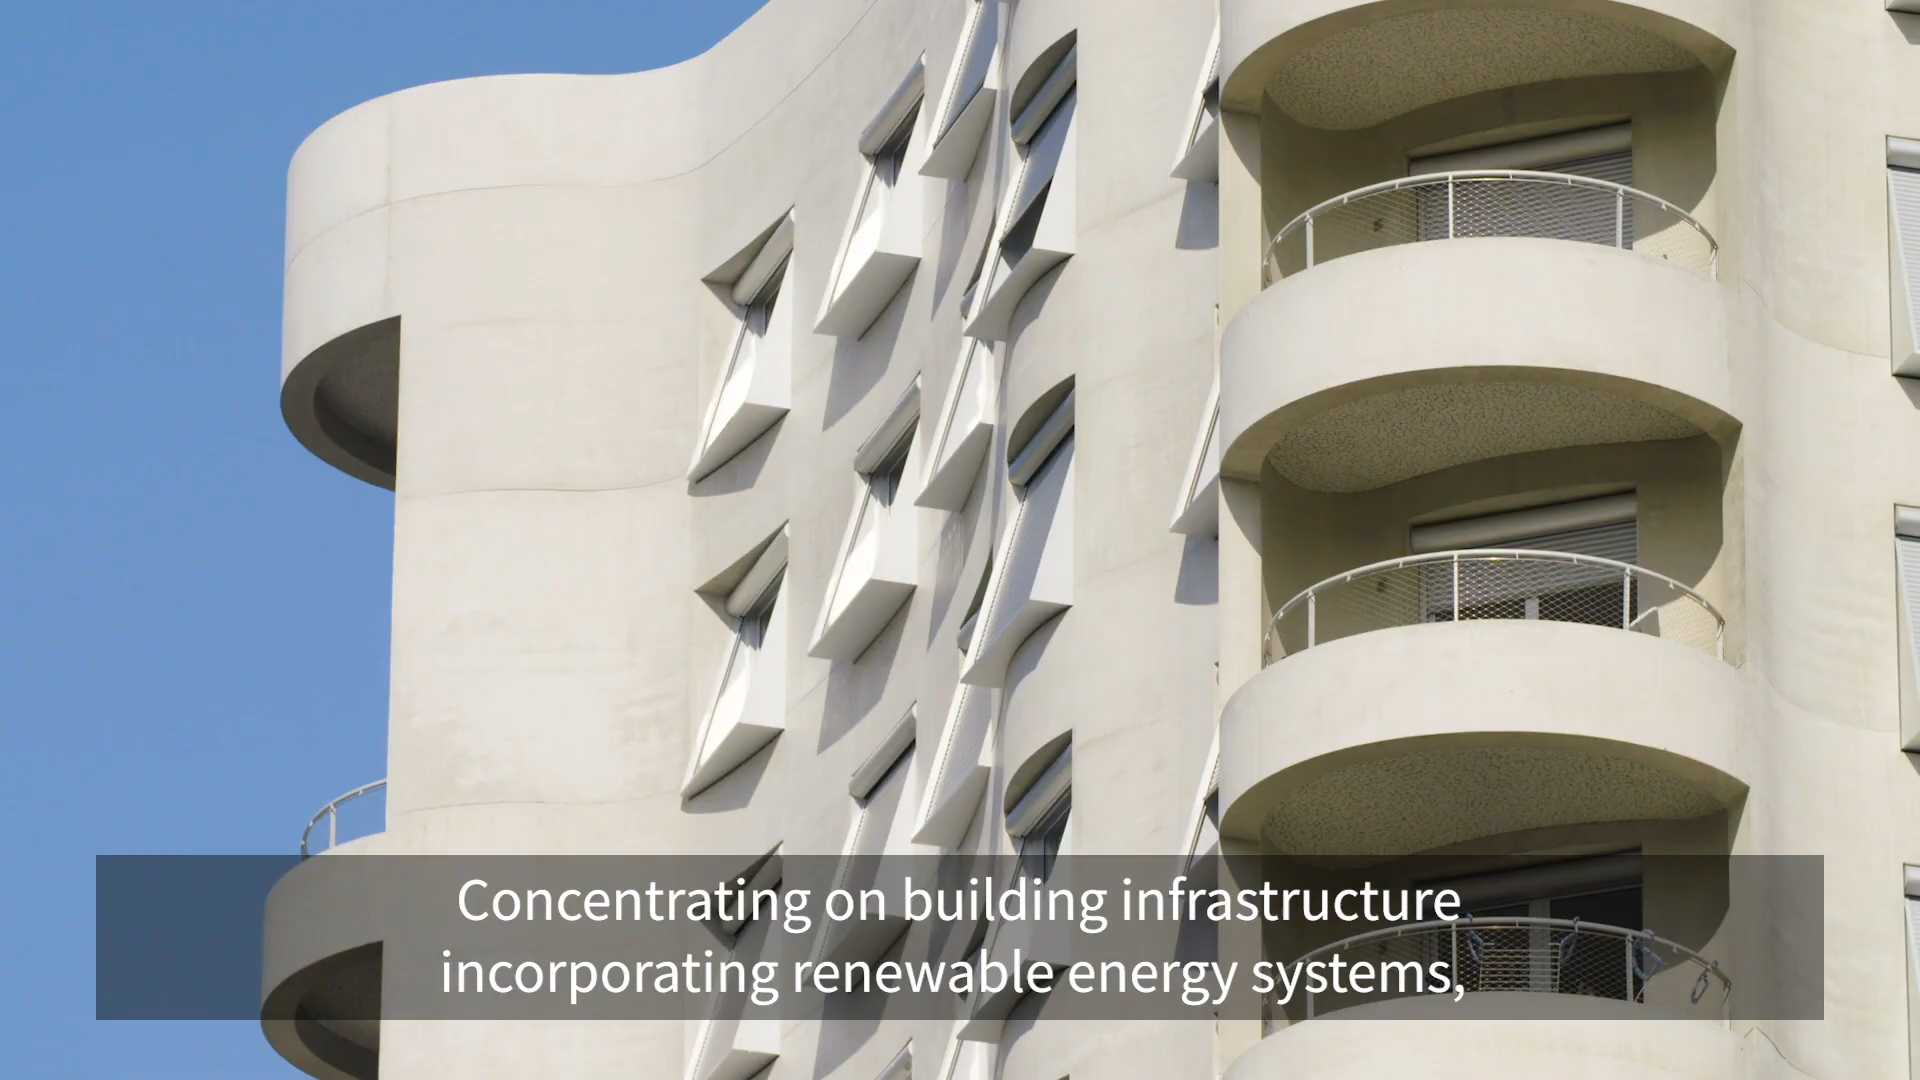 Concentrating on building infrastructure
incorporating renewable energy systems,